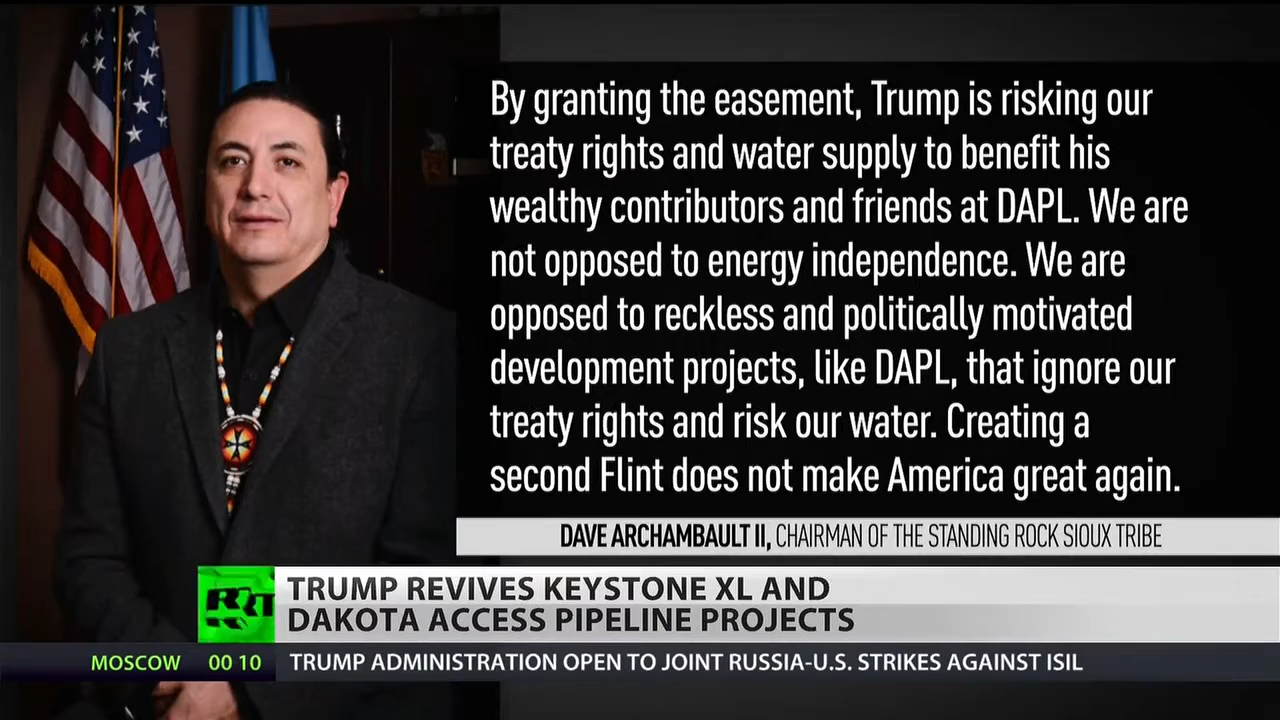 By granting the easement, Trump is risking our
treaty rights and water supply to benefit his
wealthy contributors and friends at DAPL. We are
not opposed to energy independence. We are
opposed to reckless and politically motivated
development projects, like DAPL, that ignore our
treaty rights and risk our water. Creating a
second Flint does not make America great again.
DAVE ARCHAMBAULT II, CHAIRMAN OF THE STANDING ROCK SIOUX TRIBE
RT
TRUMP REVIVES KEYSTONE XL AND
DAKOTA ACCESS PIPELINE PROJECTS
MOSCOW 00 10 TRUMP ADMINISTRATION OPEN TO JOINT RUSSIA-U.S. STRIKES AGAINST ISIL